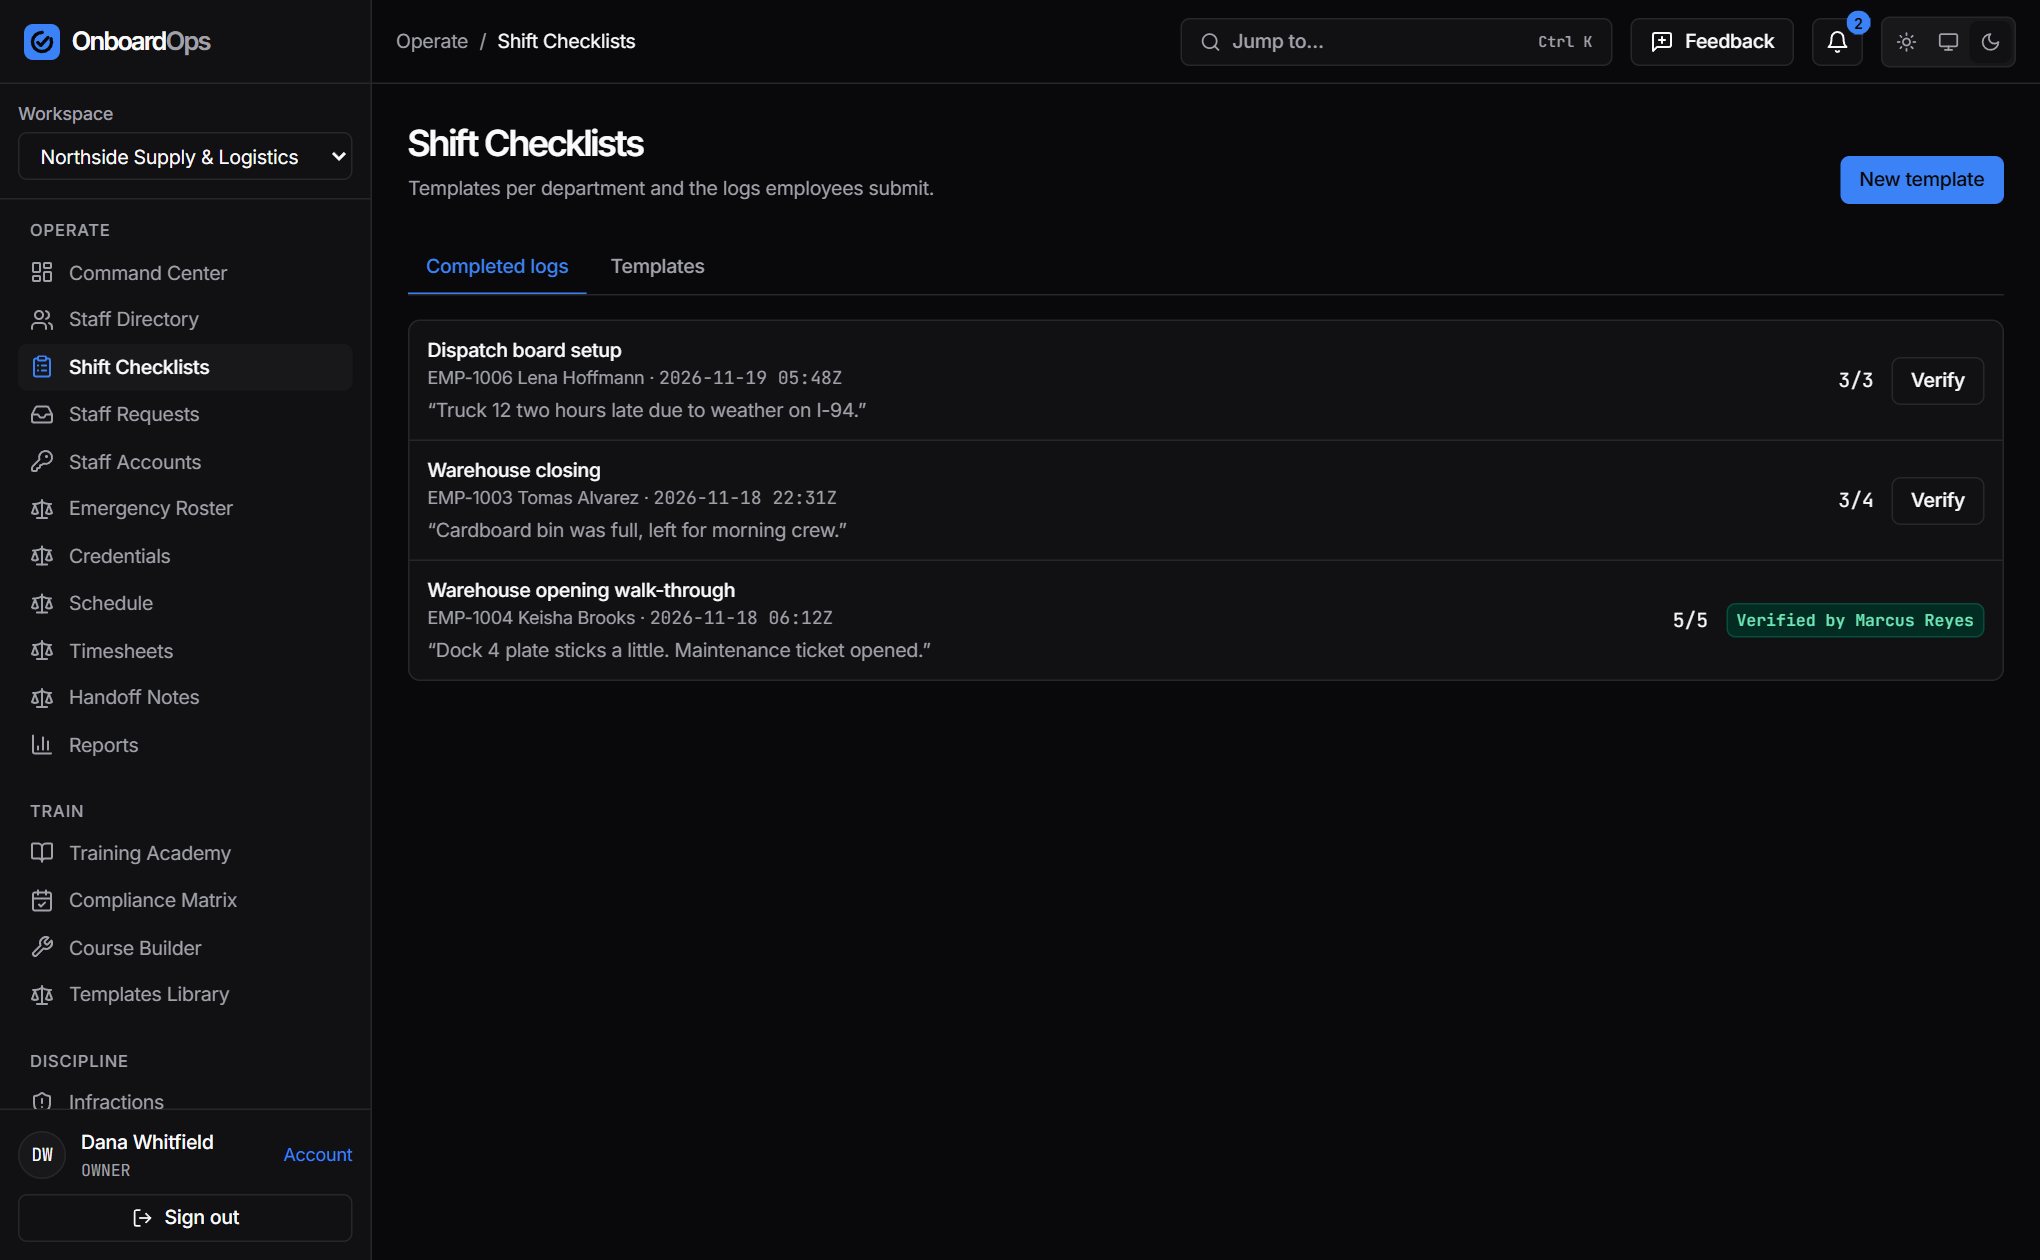 OnboardOps
Workspace
Northside Supply & Logistics
OPERATE
Command Center
Staff Directory
Shift Checklists
Staff Requests
Staff Accounts
Emergency Roster
Credentials
Schedule
Timesheets
Handoff Notes
Reports
TRAIN
Training Academy
Compliance Matrix
Course Builder
Templates Library
DISCIPLINE
Infractions
DW
Dana Whitfield
OWNER
Account
Sign out
Operate / Shift Checklists
Jump to...
Ctrl K
Feedback
2
Shift Checklists
Templates per department and the logs employees submit.
New template
Completed logs
Templates
Dispatch board setup
EMP-1006 Lena Hoffmann · 2026-11-19 05:48Z
“Truck 12 two hours late due to weather on I-94.”
3/3
Verify
Warehouse closing
EMP-1003 Tomas Alvarez · 2026-11-18 22:31Z
“Cardboard bin was full, left for morning crew.”
3/4
Verify
Warehouse opening walk-through
EMP-1004 Keisha Brooks · 2026-11-18 06:12Z
“Dock 4 plate sticks a little. Maintenance ticket opened.”
5/5
Verified by Marcus Reyes